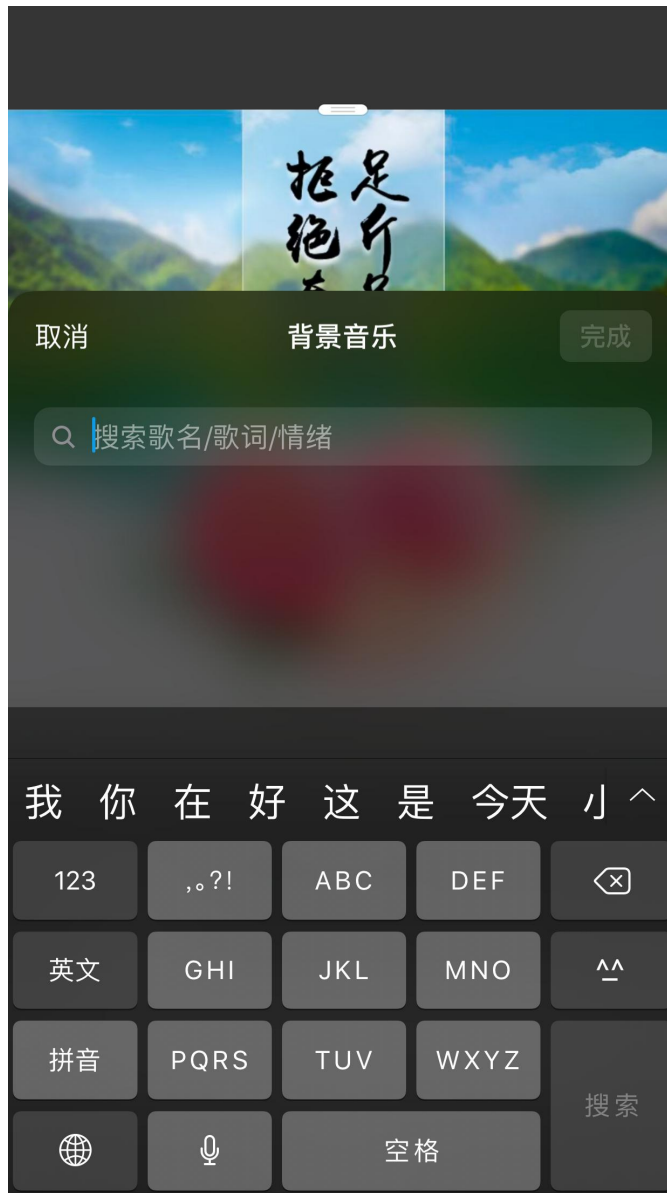 足斤
拒绝
取消
背景音乐
完成
搜索歌名/歌词/情绪
我 你 在 好 这 是 今天
123
,。?!
ABC
DEF
英文
GHI
JKL
MNO
^^
拼音
PQRS
TUV
WXYZ
搜索
空格